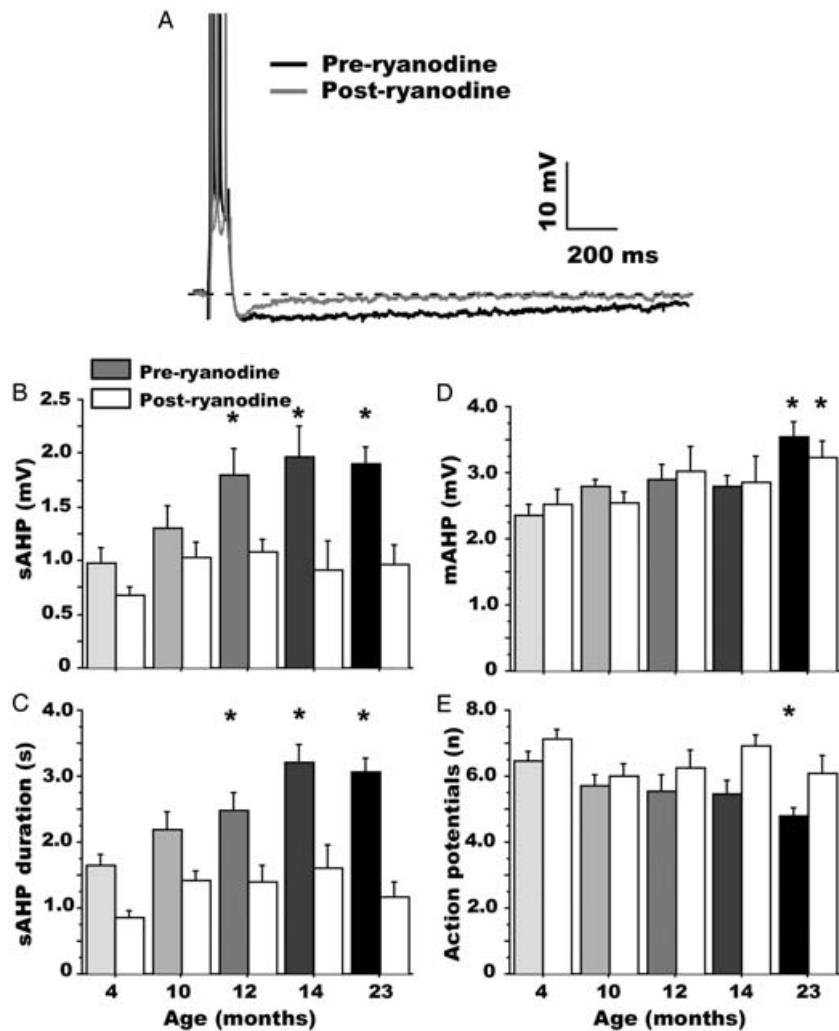 A
Pre-ryanodine
Post-ryanodine
10 mV
200 ms
B
Pre-ryanodine
Post-ryanodine
2.5
2.0
1.5
1.0
0.5
0
sAHP (mV)
* * *
D
4.0
3.0
2.0
1.0
0
mAHP (mV)
* *
C
4.0
3.0
2.0
1.0
0
sAHP duration (s)
* * *
4 10 12 14 23
Age (months)
E
8.0
6.0
4.0
2.0
0
Action potentials (n)
*
4 10 12 14 23
Age (months)